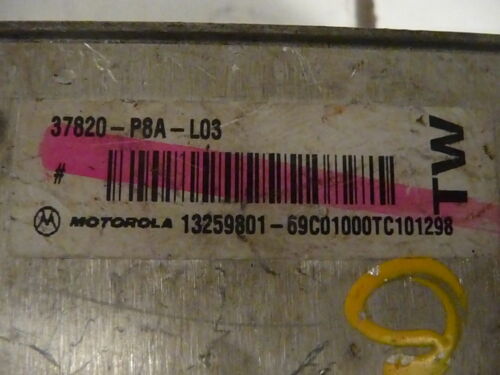 37820-P8A-L03
#
MOTOROLA 13259801-69C01000TC101298
TW